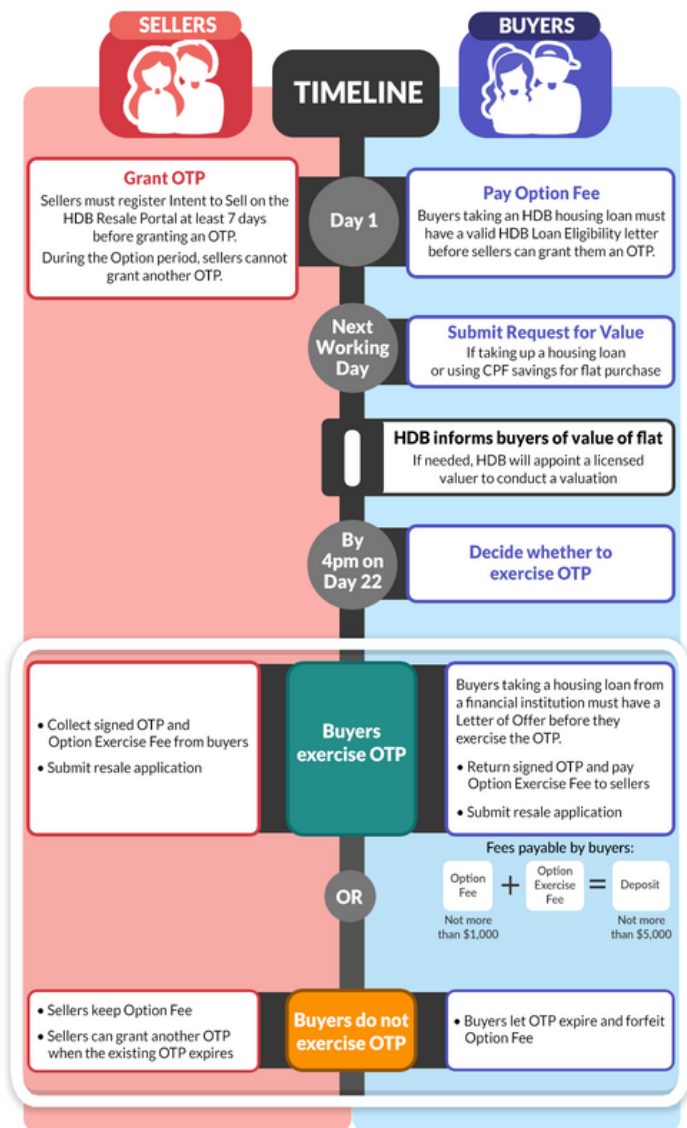 SELLERS
BUYERS
TIMELINE
Grant OTP
Sellers must register Intent to Sell on the
HDB Resale Portal at least 7 days
before granting an OTP.
During the Option period, sellers cannot
grant another OTP.
Day 1
Pay Option Fee
Buyers taking an HDB housing loan must
have a valid HDB Loan Eligibility letter
before sellers can grant them an OTP.
Next
Working
Day
Submit Request for Value
If taking up a housing loan
or using CPF savings for flat purchase
HDB informs buyers of value of flat
If needed, HDB will appoint a licensed
valuer to conduct a valuation
By
4pm on
Day 22
Decide whether to
exercise OTP
• Collect signed OTP and
Option Exercise Fee from buyers
• Submit resale application
Buyers
exercise OTP
Buyers taking a housing loan from
a financial institution must have a
Letter of Offer before they
exercise the OTP.
• Return signed OTP and pay
Option Exercise Fee to sellers
• Submit resale application
Fees payable by buyers:
Option
Fee
+
Option
Exercise
Fee
=
Deposit
Not more
than $1,000
Not more
than $5,000
OR
• Sellers keep Option Fee
• Sellers can grant another OTP
when the existing OTP expires
Buyers do not
exercise OTP
• Buyers let OTP expire and forfeit
Option Fee